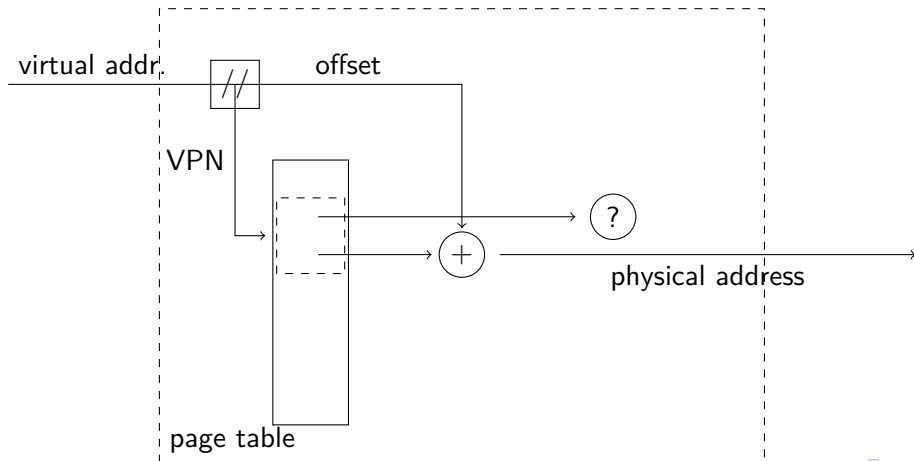 virtual addr.
//
offset
VPN
?
+
physical address
page table